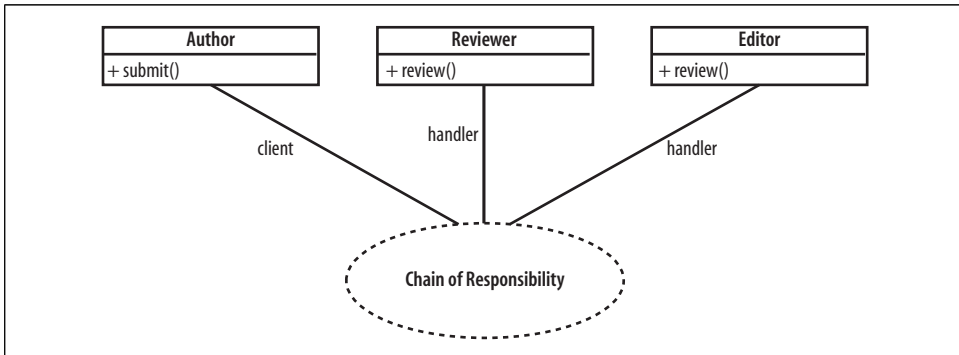 Author
+ submit()
Reviewer
+ review()
Editor
+ review()
client
handler
handler
Chain of Responsibility